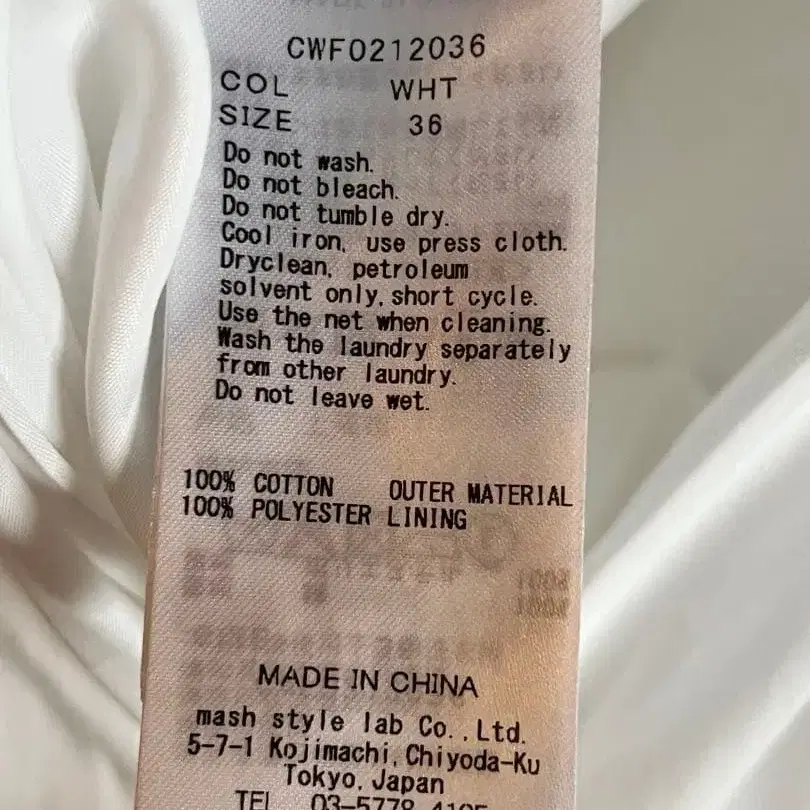 CWF0212036
COL WHT
SIZE 36
Do not wash.
Do not bleach.
Do not tumble dry.
Cool iron, use press cloth.
Dryclean, petroleum
solvent only, short cycle.
Use the net when cleaning.
Wash the laundry separately
from other laundry.
Do not leave wet.
100% COTTON OUTER MATERIAL
100% POLYESTER LINING
MADE IN CHINA
mash style lab Co.,Ltd.
5-7-1 Kojimachi,Chiyoda-Ku
Tokyo,Japan
TEL 03-5778-